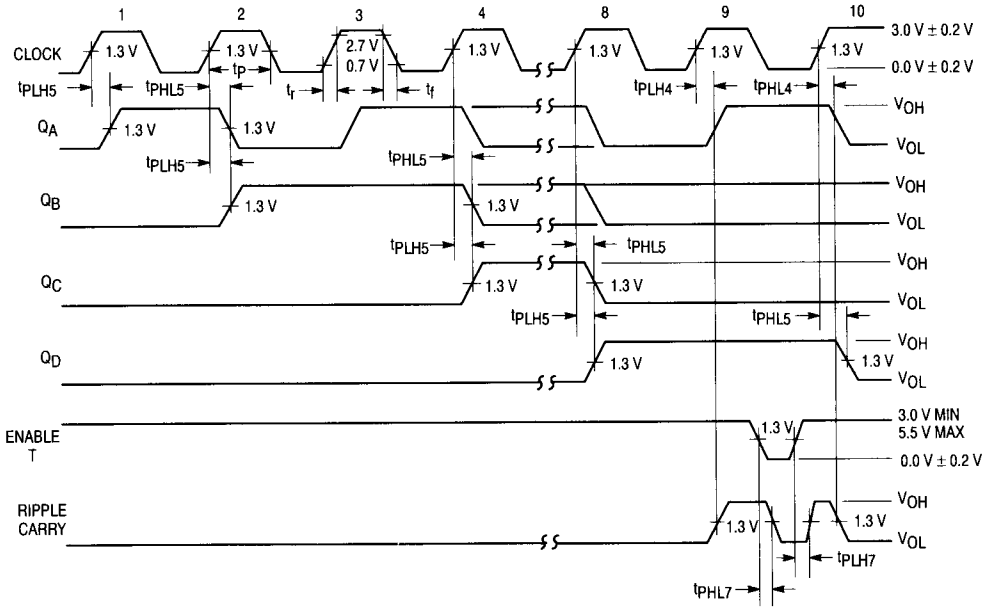 1 2 3 4 8 9 10
CLOCK 1.3 V 1.3 V 2.7 V 1.3 V 1.3 V 1.3 V 1.3 V 3.0 V ± 0.2 V
tP 0.7 V 0.0 V ± 0.2 V
tPLH5 tPHL5 tr tf tPLH4 tPHL4
QA 1.3 V 1.3 V VOH
VOL
tPLH5 tPHL5
QB 1.3 V 1.3 V VOH
VOL
tPLH5 tPHL5
QC 1.3 V 1.3 V VOH
VOL
tPLH5 tPHL5
QD 1.3 V 1.3 V VOH
VOL
ENABLE T 1.3 V 3.0 V MIN
5.5 V MAX
0.0 V ± 0.2 V
RIPPLE CARRY 1.3 V 1.3 V VOH
VOL
tPLH7
tPHL7